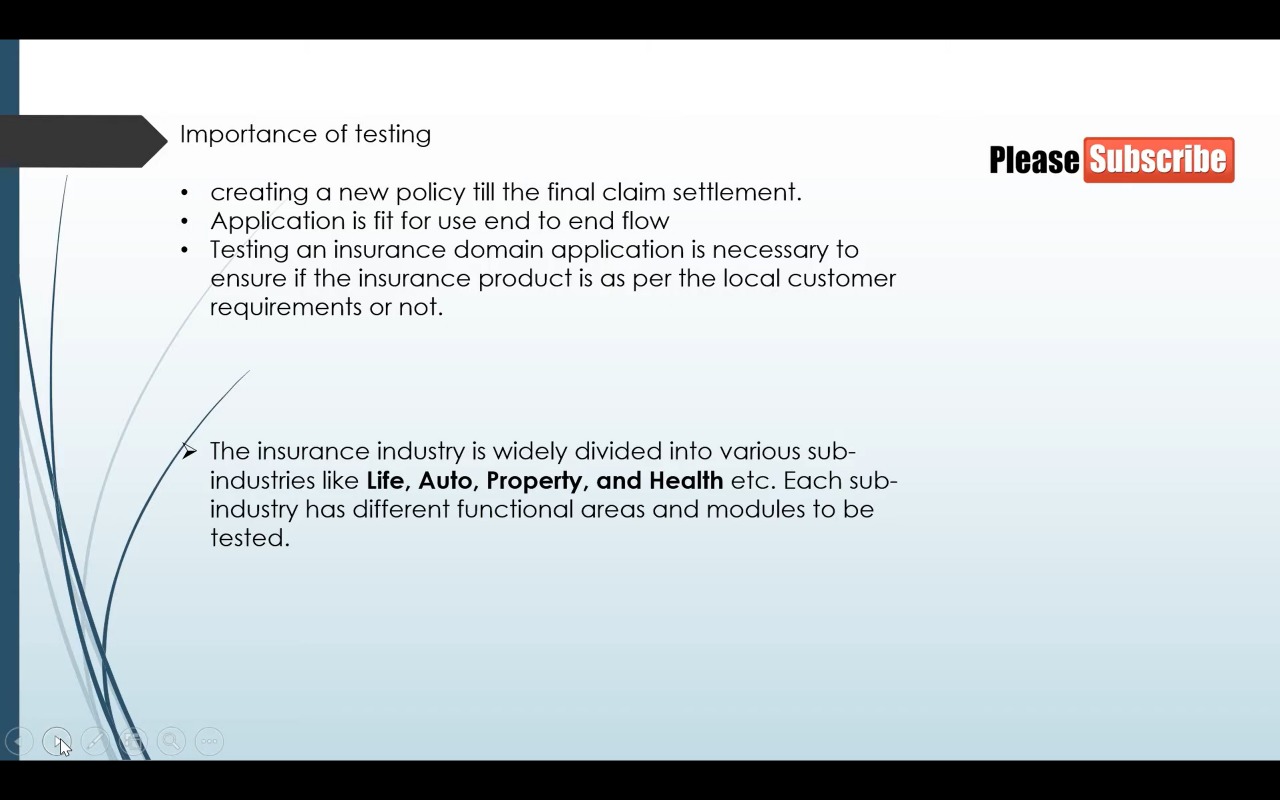 Importance of testing
Please Subscribe
• creating a new policy till the final claim settlement.
• Application is fit for use end to end flow
• Testing an insurance domain application is necessary to
ensure if the insurance product is as per the local customer
requirements or not.
➢ The insurance industry is widely divided into various sub-
industries like Life, Auto, Property, and Health etc. Each sub-
industry has different functional areas and modules to be
tested.